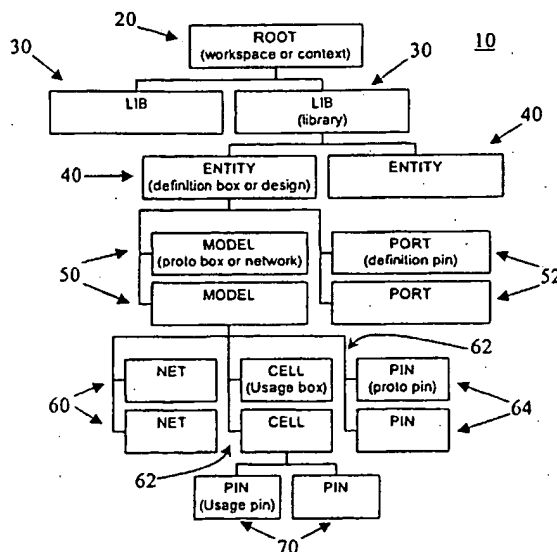 20
ROOT
(workspace or context)
10
30
30
LIB
LIB
(library)
40
40
ENTITY
(definition box or design)
ENTITY
50
MODEL
(proto box or network)
PORT
(definition pin)
52
MODEL
PORT
62
60
NET
CELL
(Usage box)
PIN
(proto pin)
64
NET
CELL
PIN
62
PIN
(Usage pin)
PIN
70